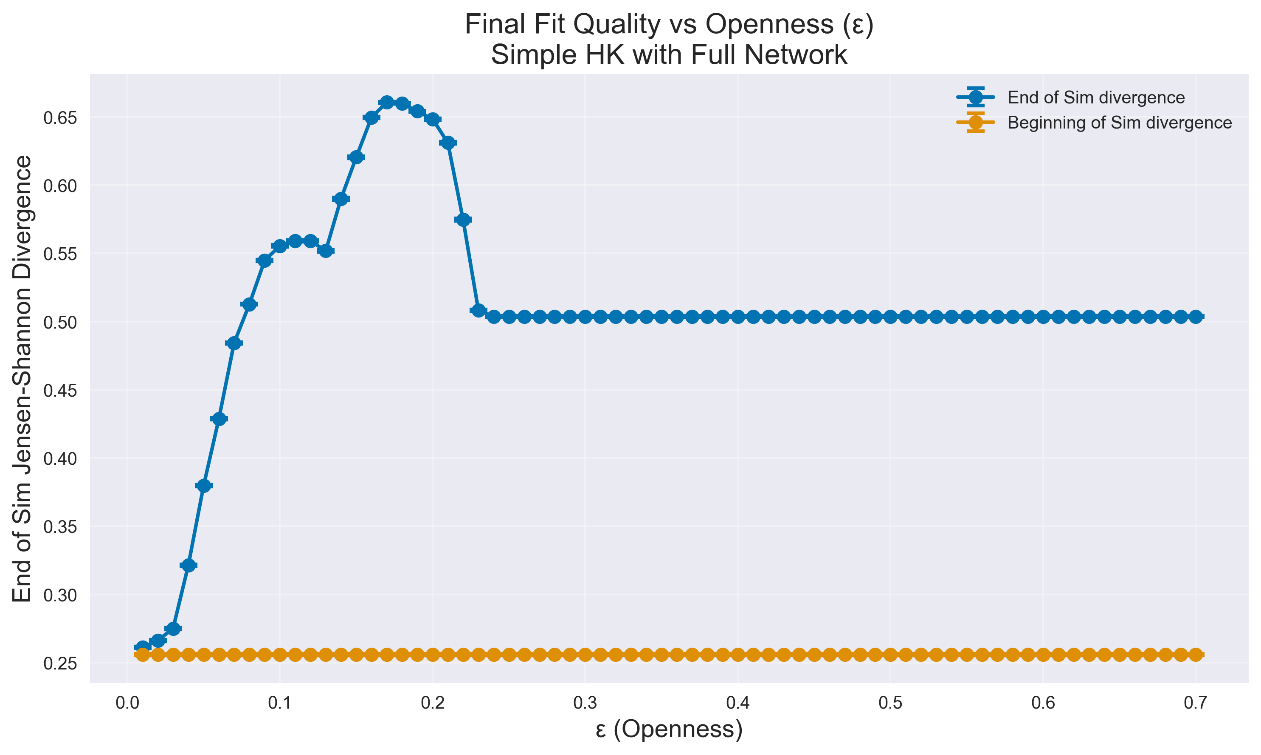 Final Fit Quality vs Openness (ε)
Simple HK with Full Network
End of Sim divergence
Beginning of Sim divergence
End of Sim Jensen-Shannon Divergence
0.65
0.60
0.55
0.50
0.45
0.40
0.35
0.30
0.25
0.0 0.1 0.2 0.3 0.4 0.5 0.6 0.7
ε (Openness)